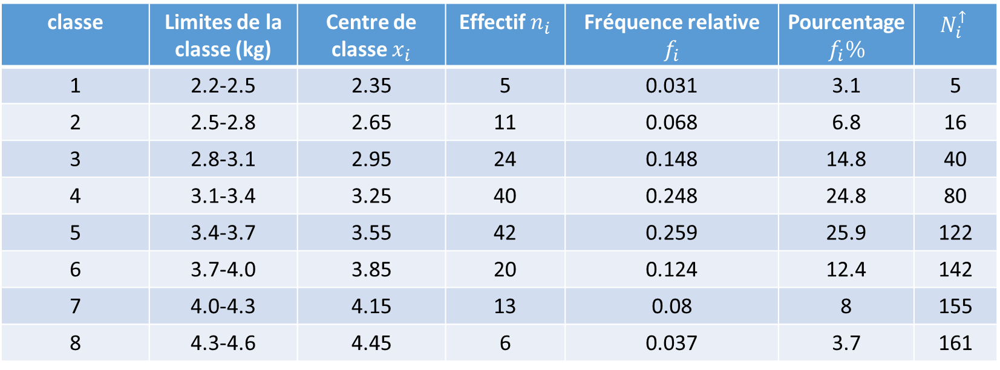 classe Limites de la classe (kg) Centre de classe xᵢ Effectif nᵢ Fréquence relative fᵢ Pourcentage fᵢ% Nᵢ↑
1 2.2-2.5 2.35 5 0.031 3.1 5
2 2.5-2.8 2.65 11 0.068 6.8 16
3 2.8-3.1 2.95 24 0.148 14.8 40
4 3.1-3.4 3.25 40 0.248 24.8 80
5 3.4-3.7 3.55 42 0.259 25.9 122
6 3.7-4.0 3.85 20 0.124 12.4 142
7 4.0-4.3 4.15 13 0.08 8 155
8 4.3-4.6 4.45 6 0.037 3.7 161